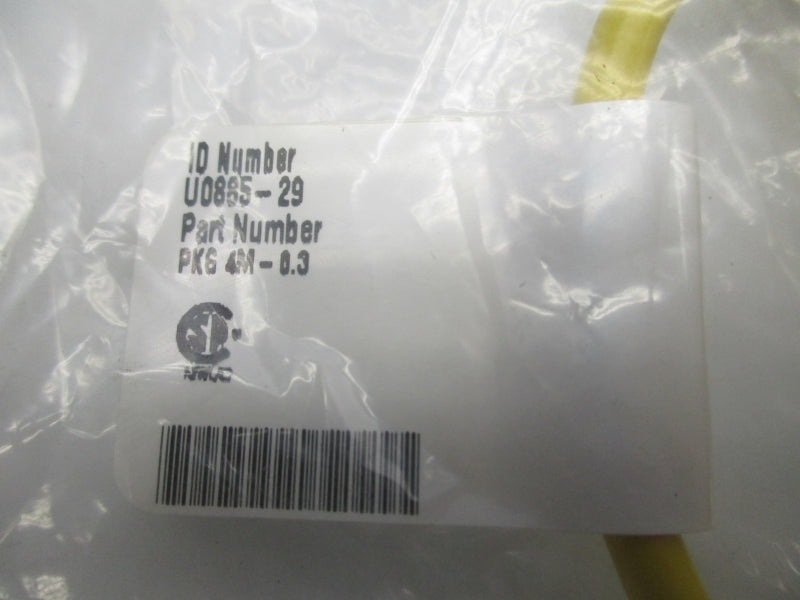 ID Number
U0865-29
Part Number
PKG 4M-0.3